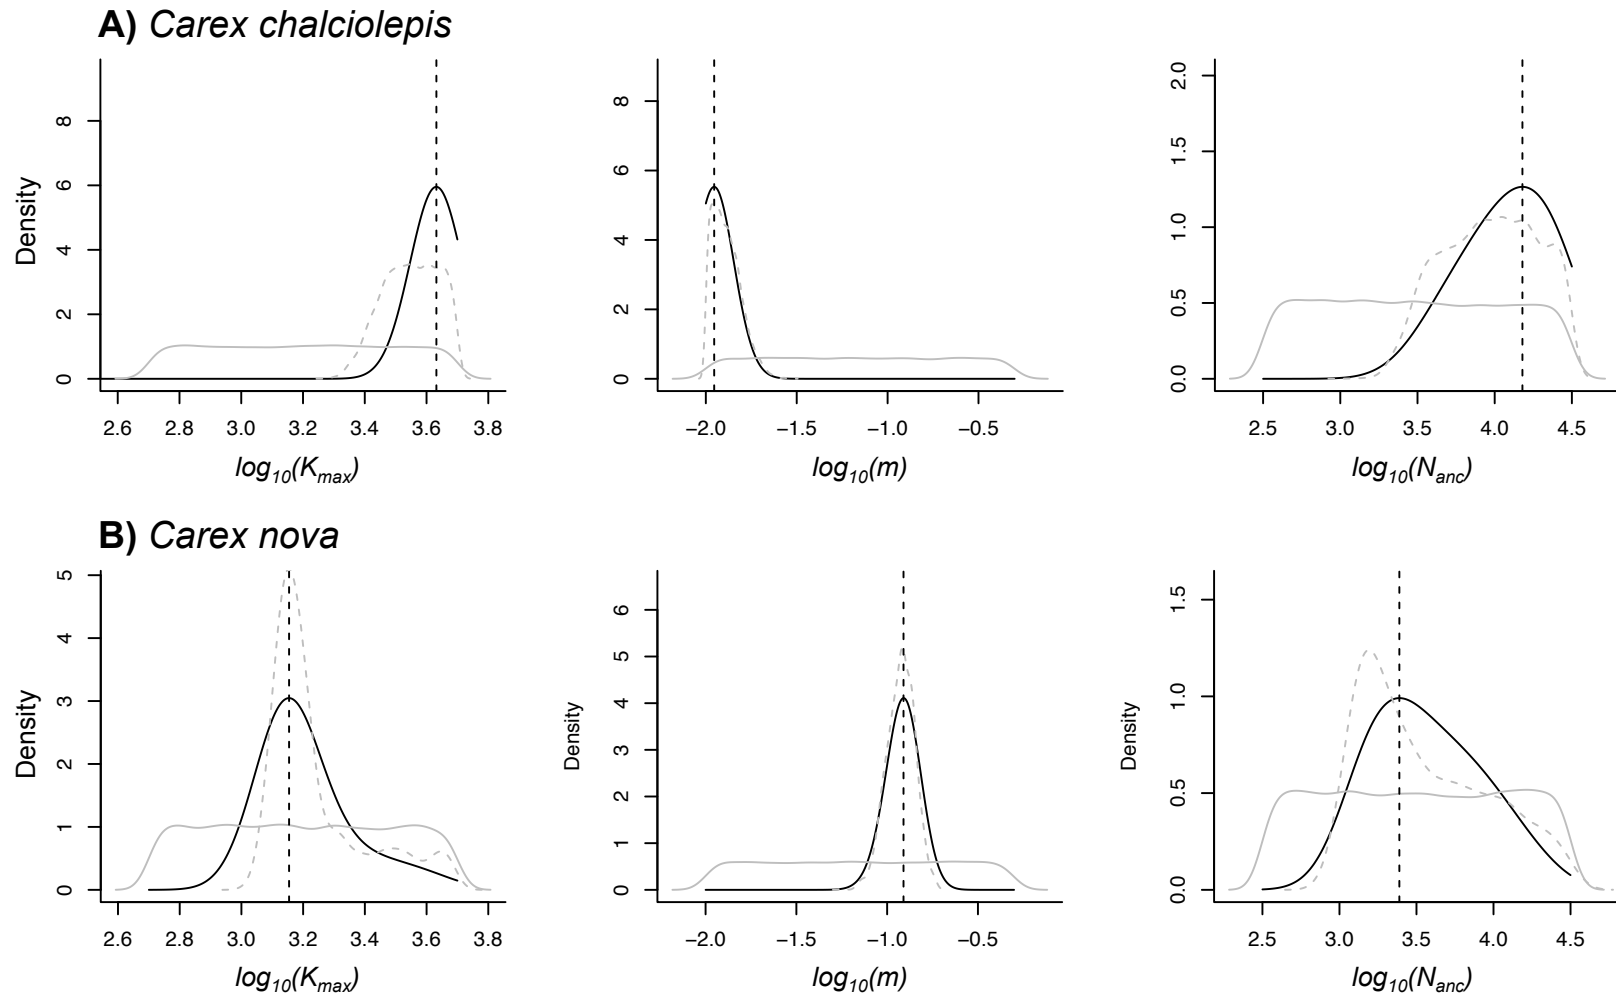 A) Carex chalciolepis
Density
0 2 4 6 8
2.6 2.8 3.0 3.2 3.4 3.6 3.8
log10(Kmax)
0 2 4 6 8
−2.0 −1.5 −1.0 −0.5
log10(m)
0.0 0.5 1.0 1.5 2.0
2.5 3.0 3.5 4.0 4.5
log10(Nanc)
B) Carex nova
Density
0 1 2 3 4 5
2.6 2.8 3.0 3.2 3.4 3.6 3.8
log10(Kmax)
Density
0 1 2 3 4 5 6
−2.0 −1.5 −1.0 −0.5
log10(m)
Density
0.0 0.5 1.0 1.5
2.5 3.0 3.5 4.0 4.5
log10(Nanc)